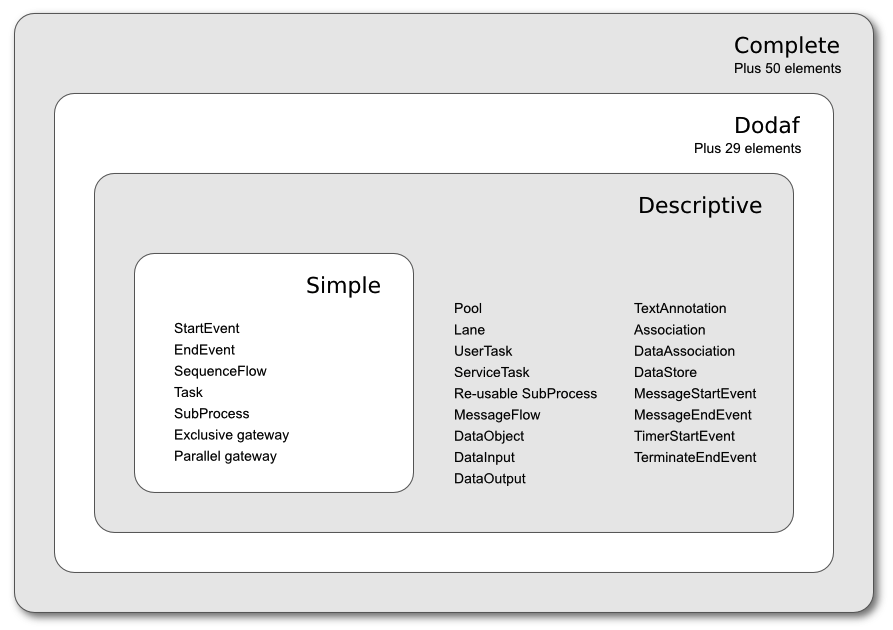 Complete
Plus 50 elements
Dodaf
Plus 29 elements
Descriptive
Simple
StartEvent
EndEvent
SequenceFlow
Task
SubProcess
Exclusive gateway
Parallel gateway
Pool
Lane
UserTask
ServiceTask
Re-usable SubProcess
MessageFlow
DataObject
DataInput
DataOutput
TextAnnotation
Association
DataAssociation
DataStore
MessageStartEvent
MessageEndEvent
TimerStartEvent
TerminateEndEvent